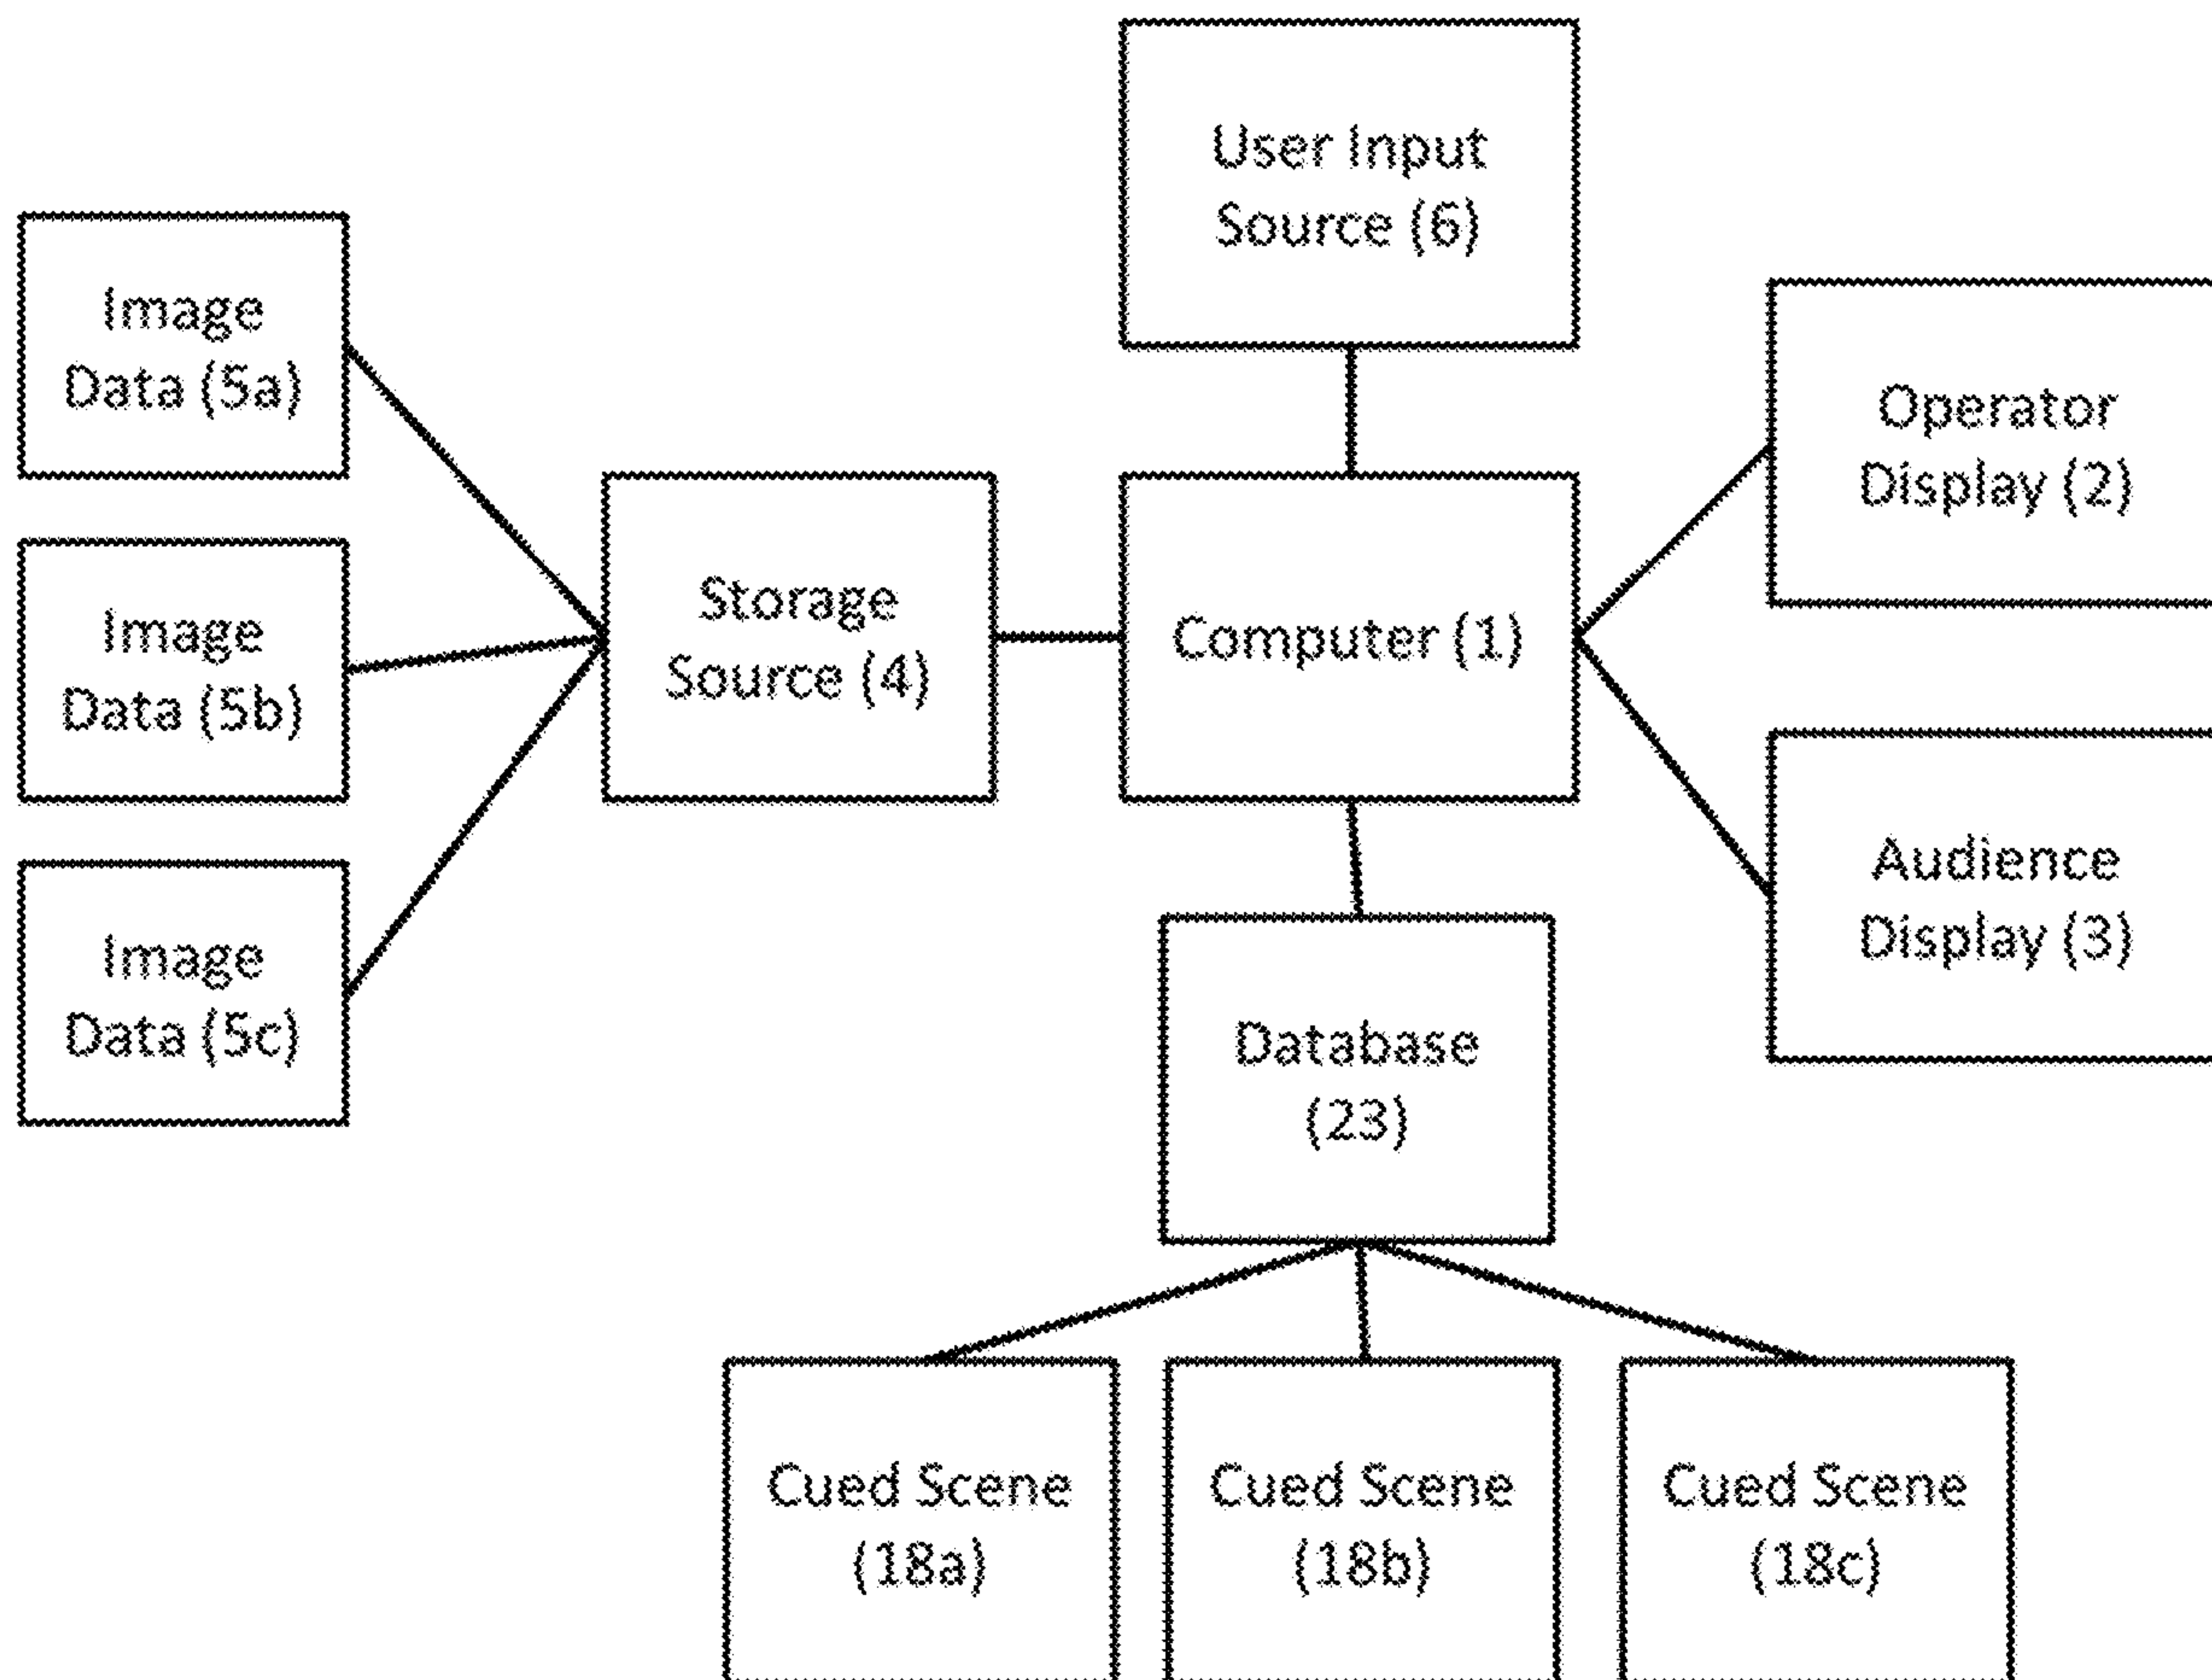 User Input
Source (6)
Image
Data (5a)
Operator
Display (2)
Image
Data (5b)
Storage
Source (4)
Computer (1)
Audience
Display (3)
Image
Data (5c)
Database
(23)
Cued Scene
(18a)
Cued Scene
(18b)
Cued Scene
(18c)